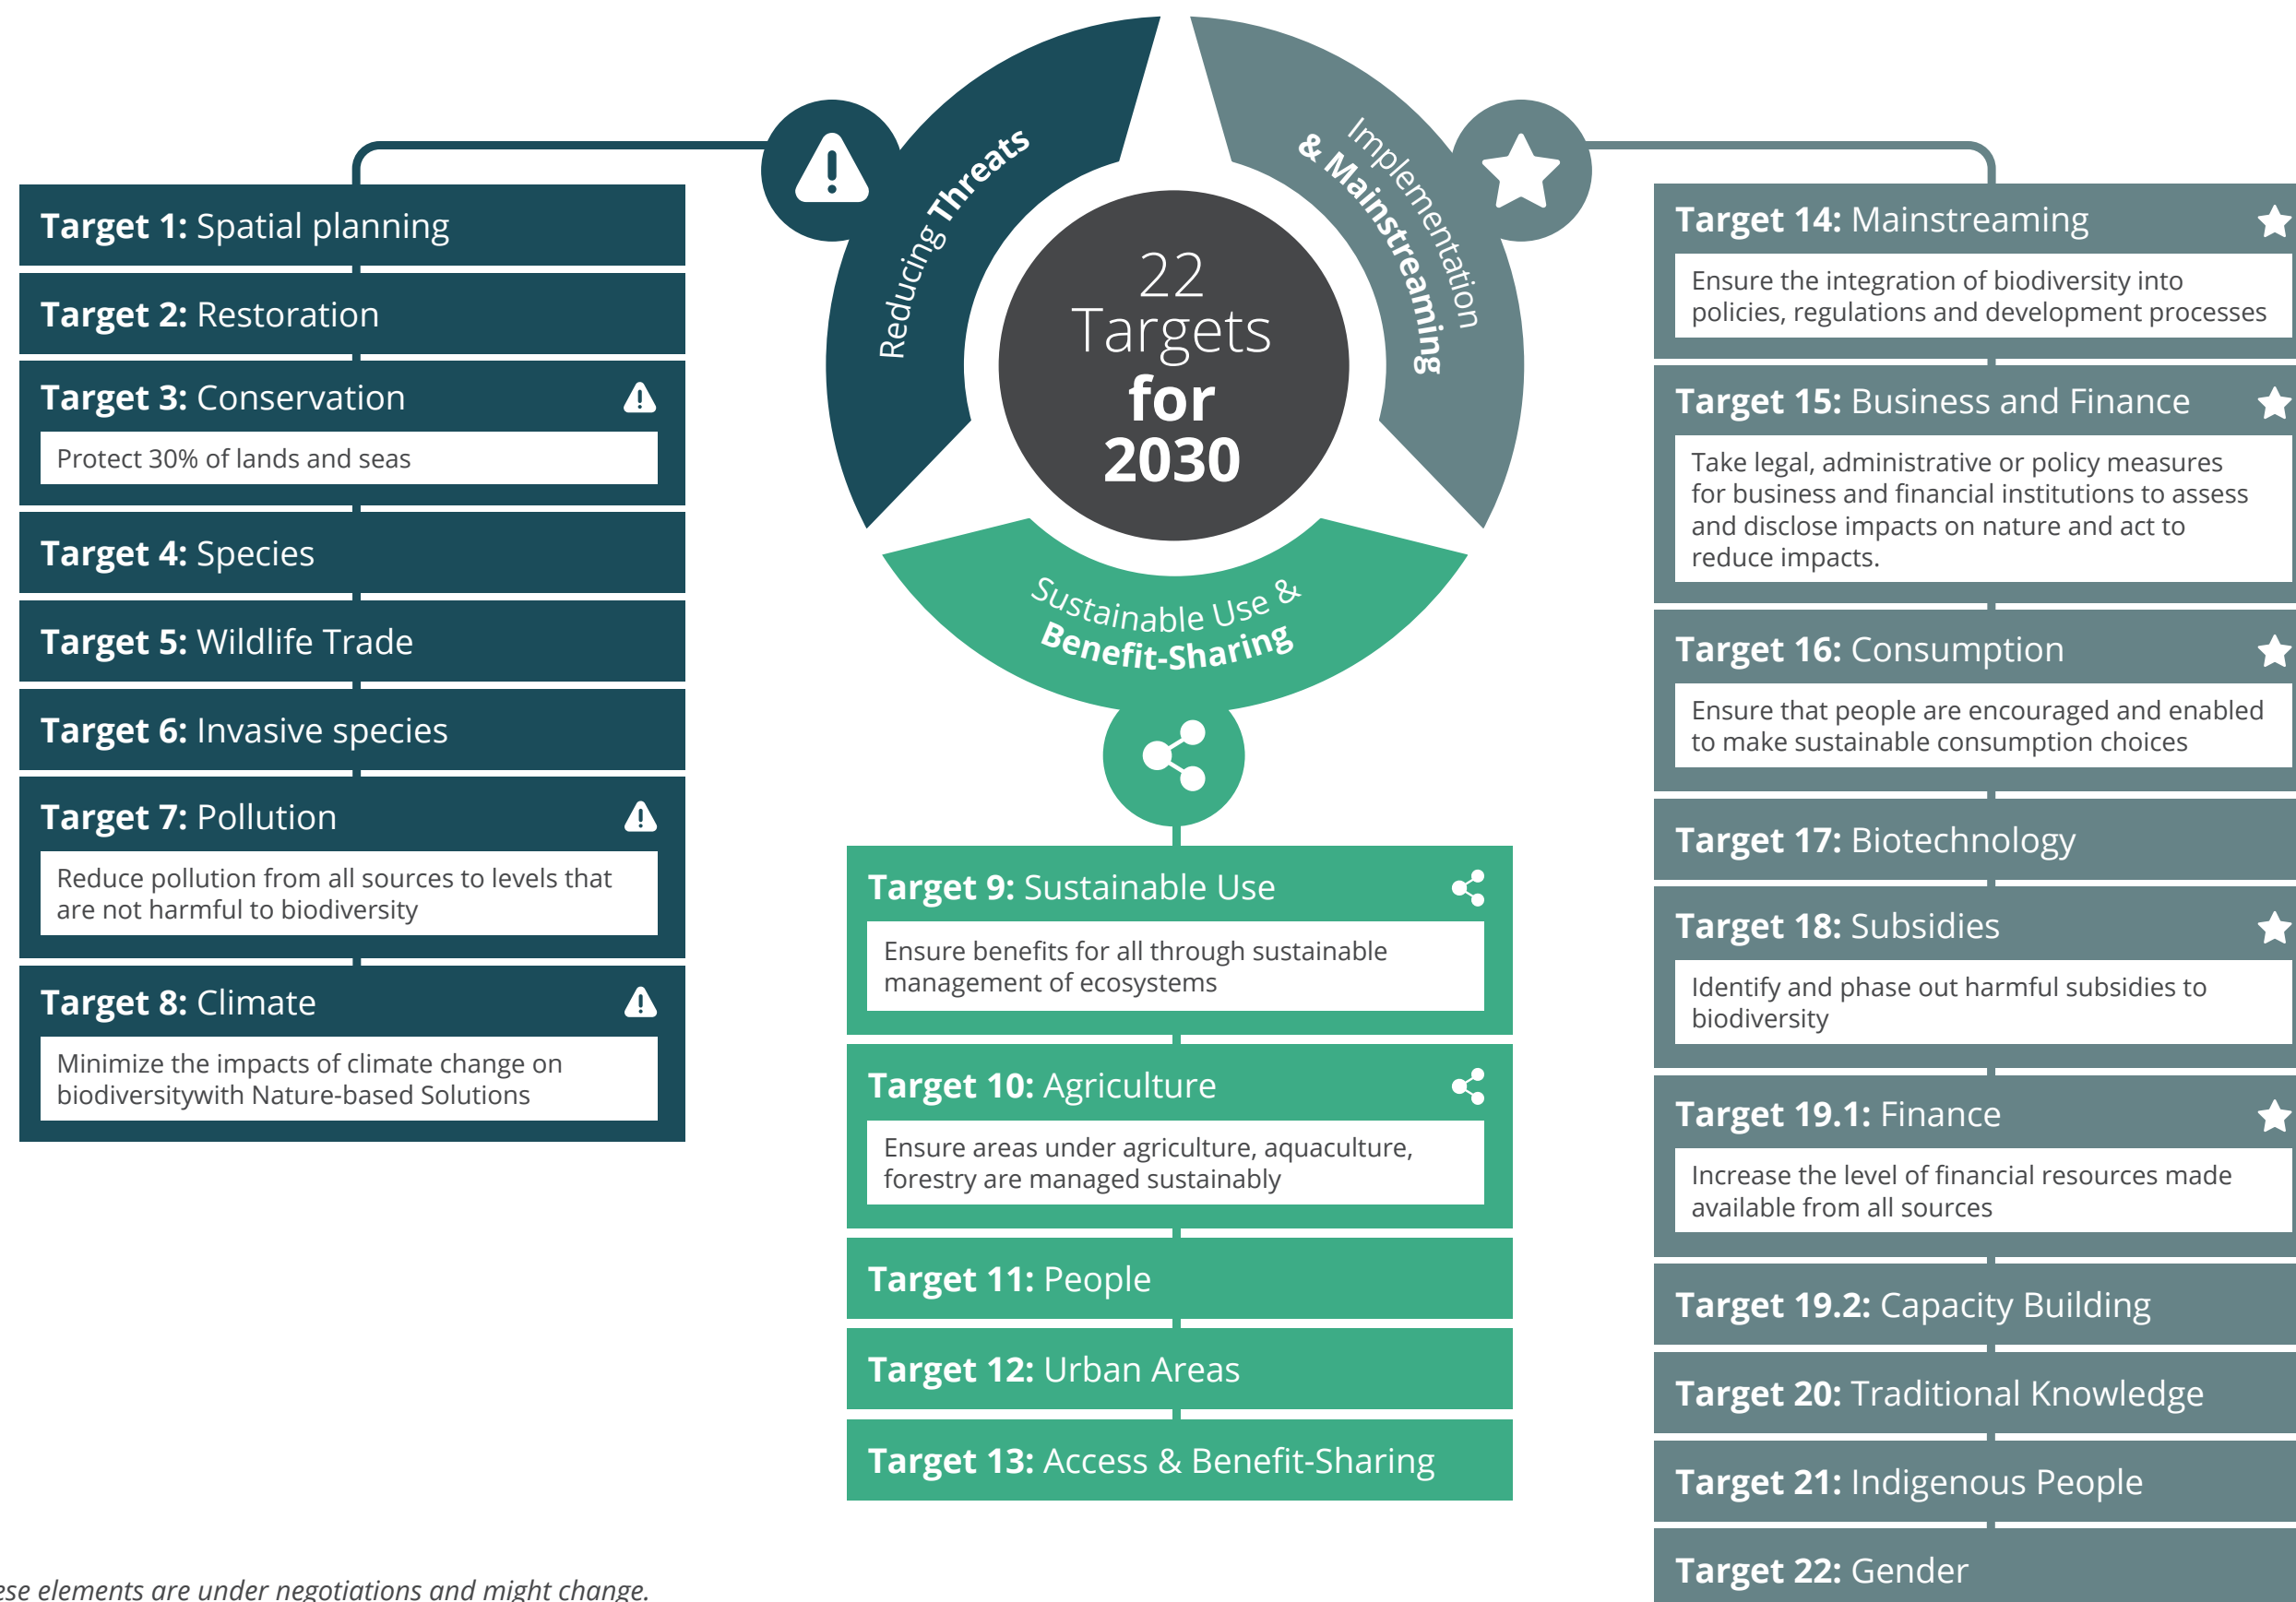 Reducing Threats
Implementation
& Mainstreaming
22
Targets
for
2030
Sustainable Use &
Benefit-Sharing
Target 1: Spatial planning
Target 2: Restoration
Target 3: Conservation
Protect 30% of lands and seas
Target 4: Species
Target 5: Wildlife Trade
Target 6: Invasive species
Target 7: Pollution
Reduce pollution from all sources to levels that
are not harmful to biodiversity
Target 8: Climate
Minimize the impacts of climate change on
biodiversitywith Nature-based Solutions
Target 9: Sustainable Use
Ensure benefits for all through sustainable
management of ecosystems
Target 10: Agriculture
Ensure areas under agriculture, aquaculture,
forestry are managed sustainably
Target 11: People
Target 12: Urban Areas
Target 13: Access & Benefit-Sharing
Target 14: Mainstreaming
Ensure the integration of biodiversity into
policies, regulations and development processes
Target 15: Business and Finance
Take legal, administrative or policy measures
for business and financial institutions to assess
and disclose impacts on nature and act to
reduce impacts.
Target 16: Consumption
Ensure that people are encouraged and enabled
to make sustainable consumption choices
Target 17: Biotechnology
Target 18: Subsidies
Identify and phase out harmful subsidies to
biodiversity
Target 19.1: Finance
Increase the level of financial resources made
available from all sources
Target 19.2: Capacity Building
Target 20: Traditional Knowledge
Target 21: Indigenous People
Target 22: Gender
elements are under negotiations and might change.